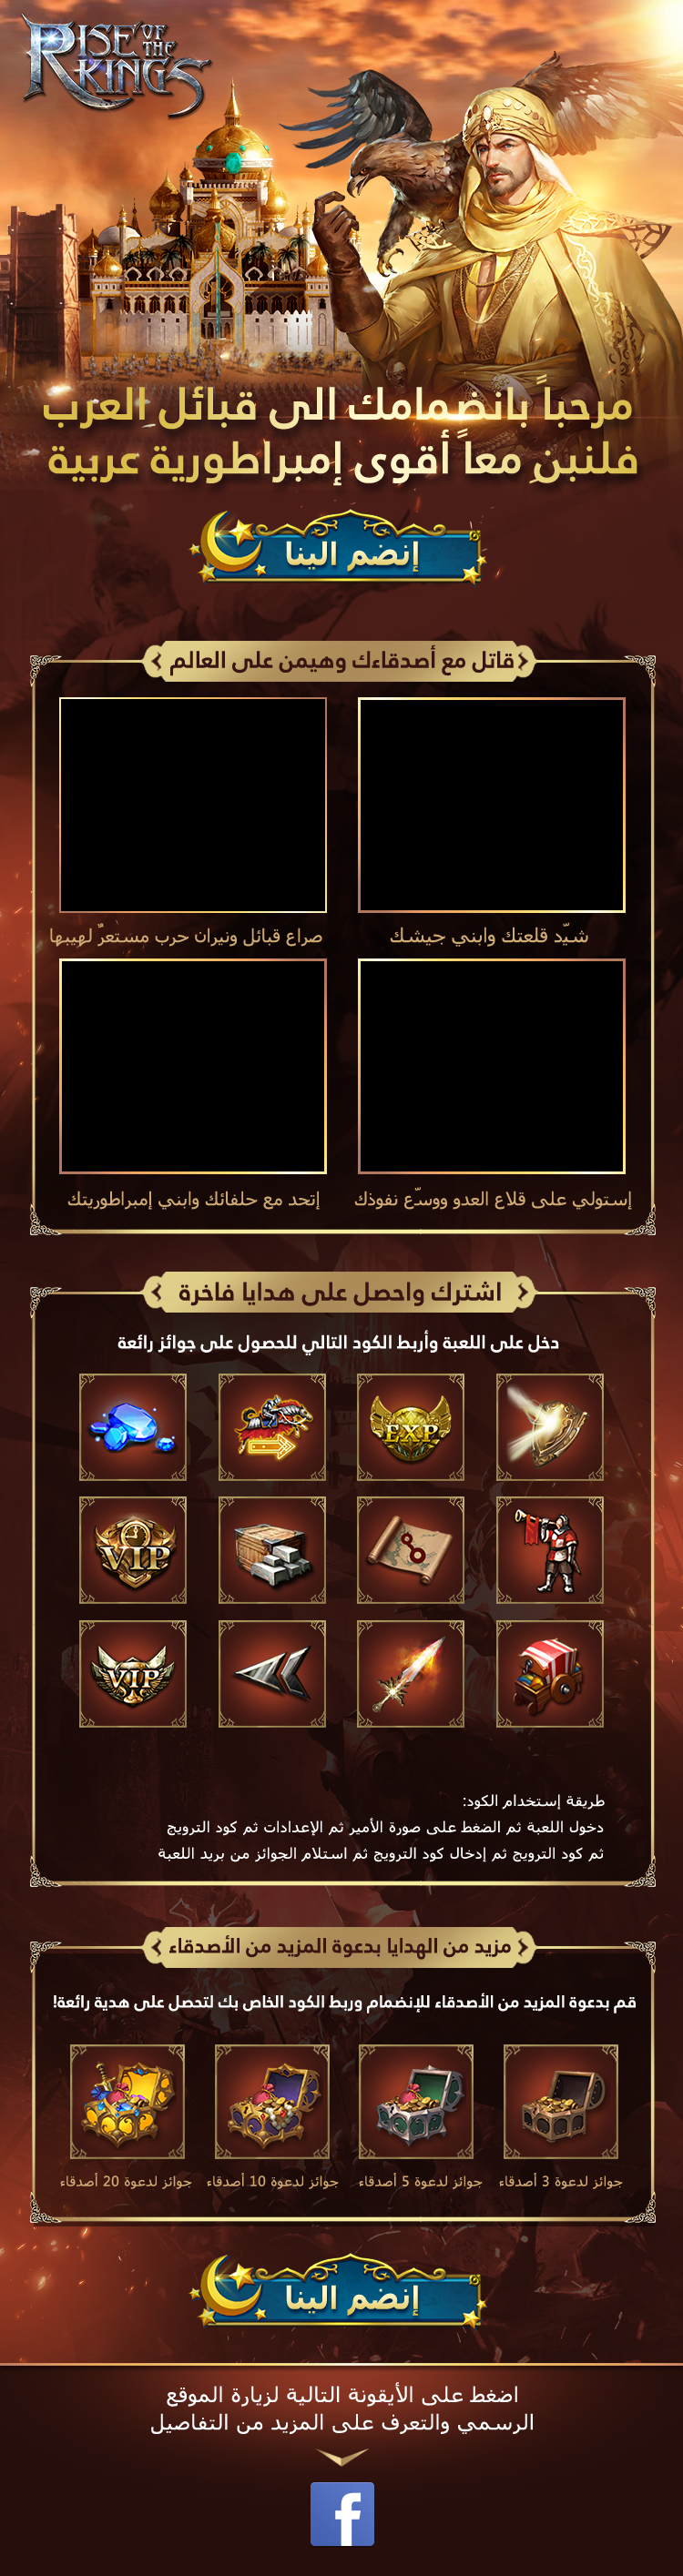 RISE OF THE KINGS
مرحباً بانضمامك الى قبائل العرب
فلنبنِ معاً أقوى إمبراطورية عربية
إنضم الينا
قاتل مع أصدقاءك وهيمن على العالم
شيّد قلعتك وابني جيشك
صراع قبائل ونيران حرب مستعرٌ لهيبها
إستولي على قلاع العدو ووسّع نفوذك
إتحد مع حلفائك وابني إمبراطوريتك
اشترك واحصل على هدايا فاخرة
دخل على اللعبة وأربط الكود التالي للحصول على جوائز رائعة
EXP
VIP
VIP
طريقة إستخدام الكود:
دخول اللعبة ثم الضغط على صورة الأمير ثم الإعدادات ثم كود الترويج
ثم كود الترويج ثم إدخال كود الترويج ثم استلام الجوائز من بريد اللعبة
مزيد من الهدايا بدعوة المزيد من الأصدقاء
قم بدعوة المزيد من الأصدقاء للإنضمام وربط الكود الخاص بك لتحصل على هدية رائعة!
جوائز لدعوة 3 أصدقاء
جوائز لدعوة 5 أصدقاء
جوائز لدعوة 10 أصدقاء
جوائز لدعوة 20 أصدقاء
إنضم الينا
اضغط على الأيقونة التالية لزيارة الموقع
الرسمي والتعرف على المزيد من التفاصيل
f